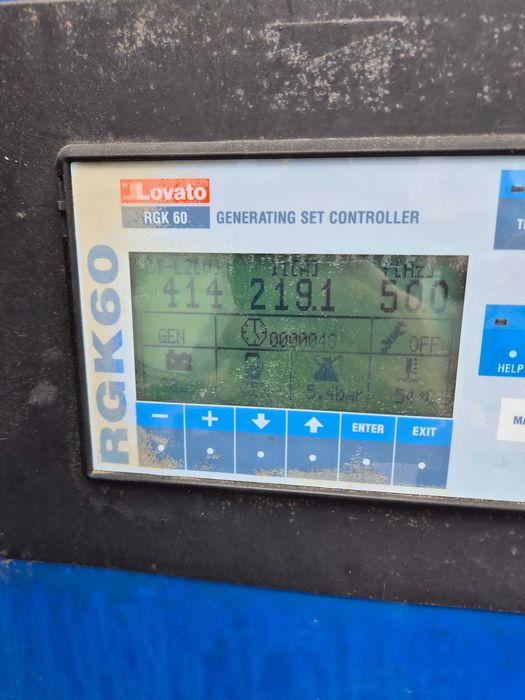 Lovato
RGK 60 GENERATING SET CONTROLLER
RGK60
414 219.1 50.0
GEN OFF
5.4bar
− + ENTER EXIT
HELP